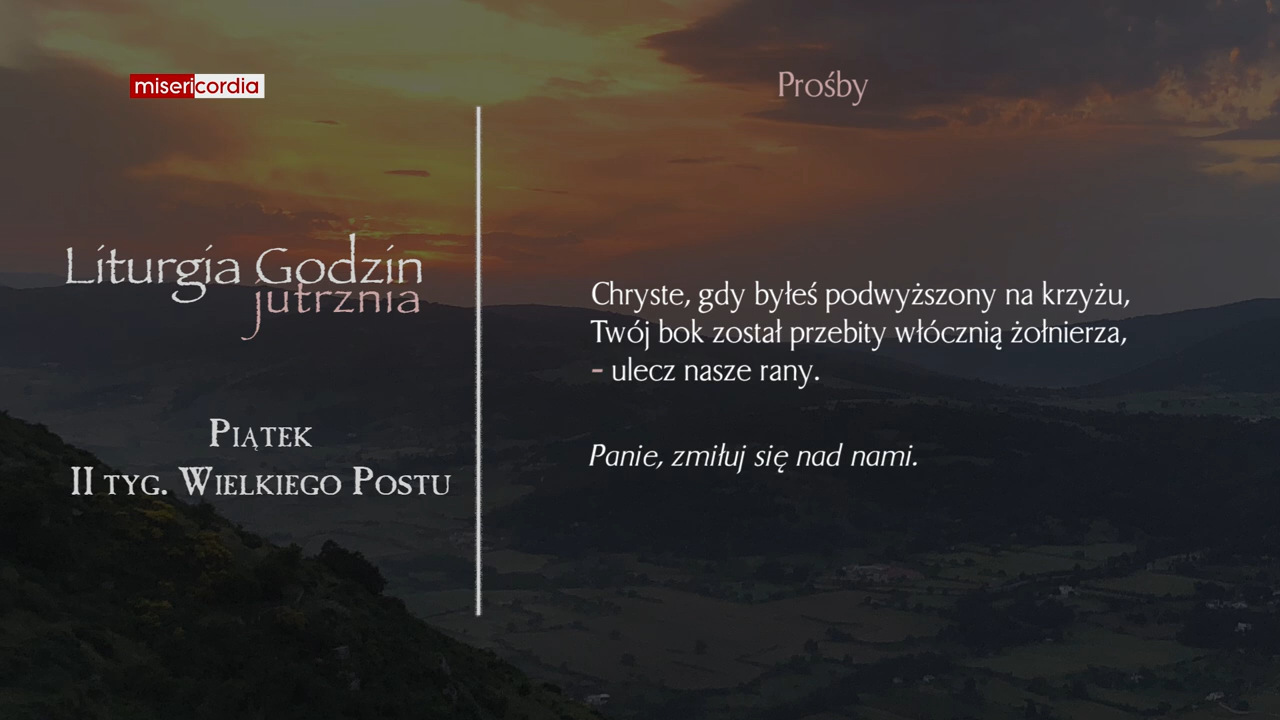 misericordia
Liturgia Godzin
jutrznia
Piątek
II tyg. Wielkiego Postu
Prośby
Chryste, gdy byłeś podwyższony na krzyżu,
Twój bok został przebity włócznią żołnierza,
- ulecz nasze rany.
Panie, zmiłuj się nad nami.